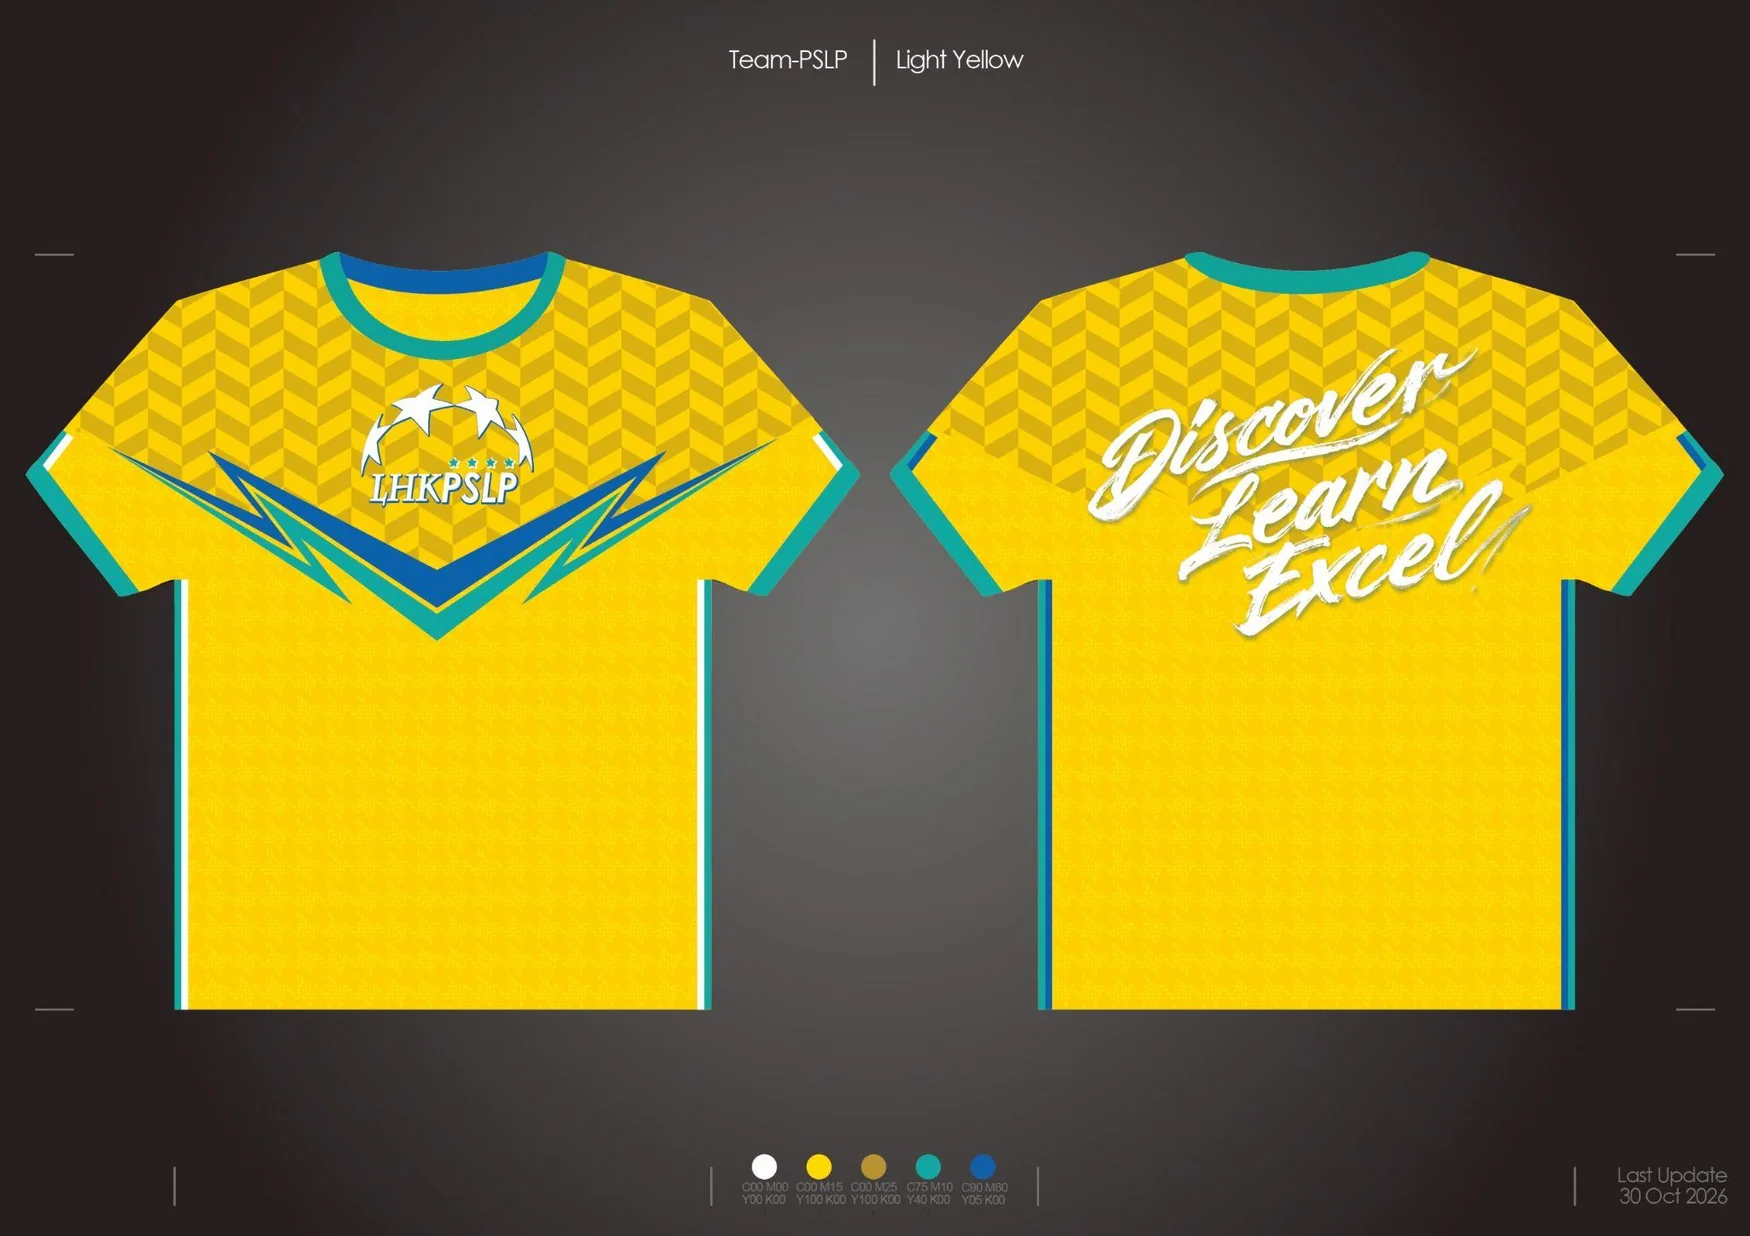 Team-PSLP | Light Yellow
LHKPSLP
Discover
Learn
Excel
C00 M00 C00 M15 C00 M25 C75 M10 C90 M60
Y00 K00 Y100 K00 Y100 K00 Y40 K00 Y05 K00
Last Update
30 Oct 2026